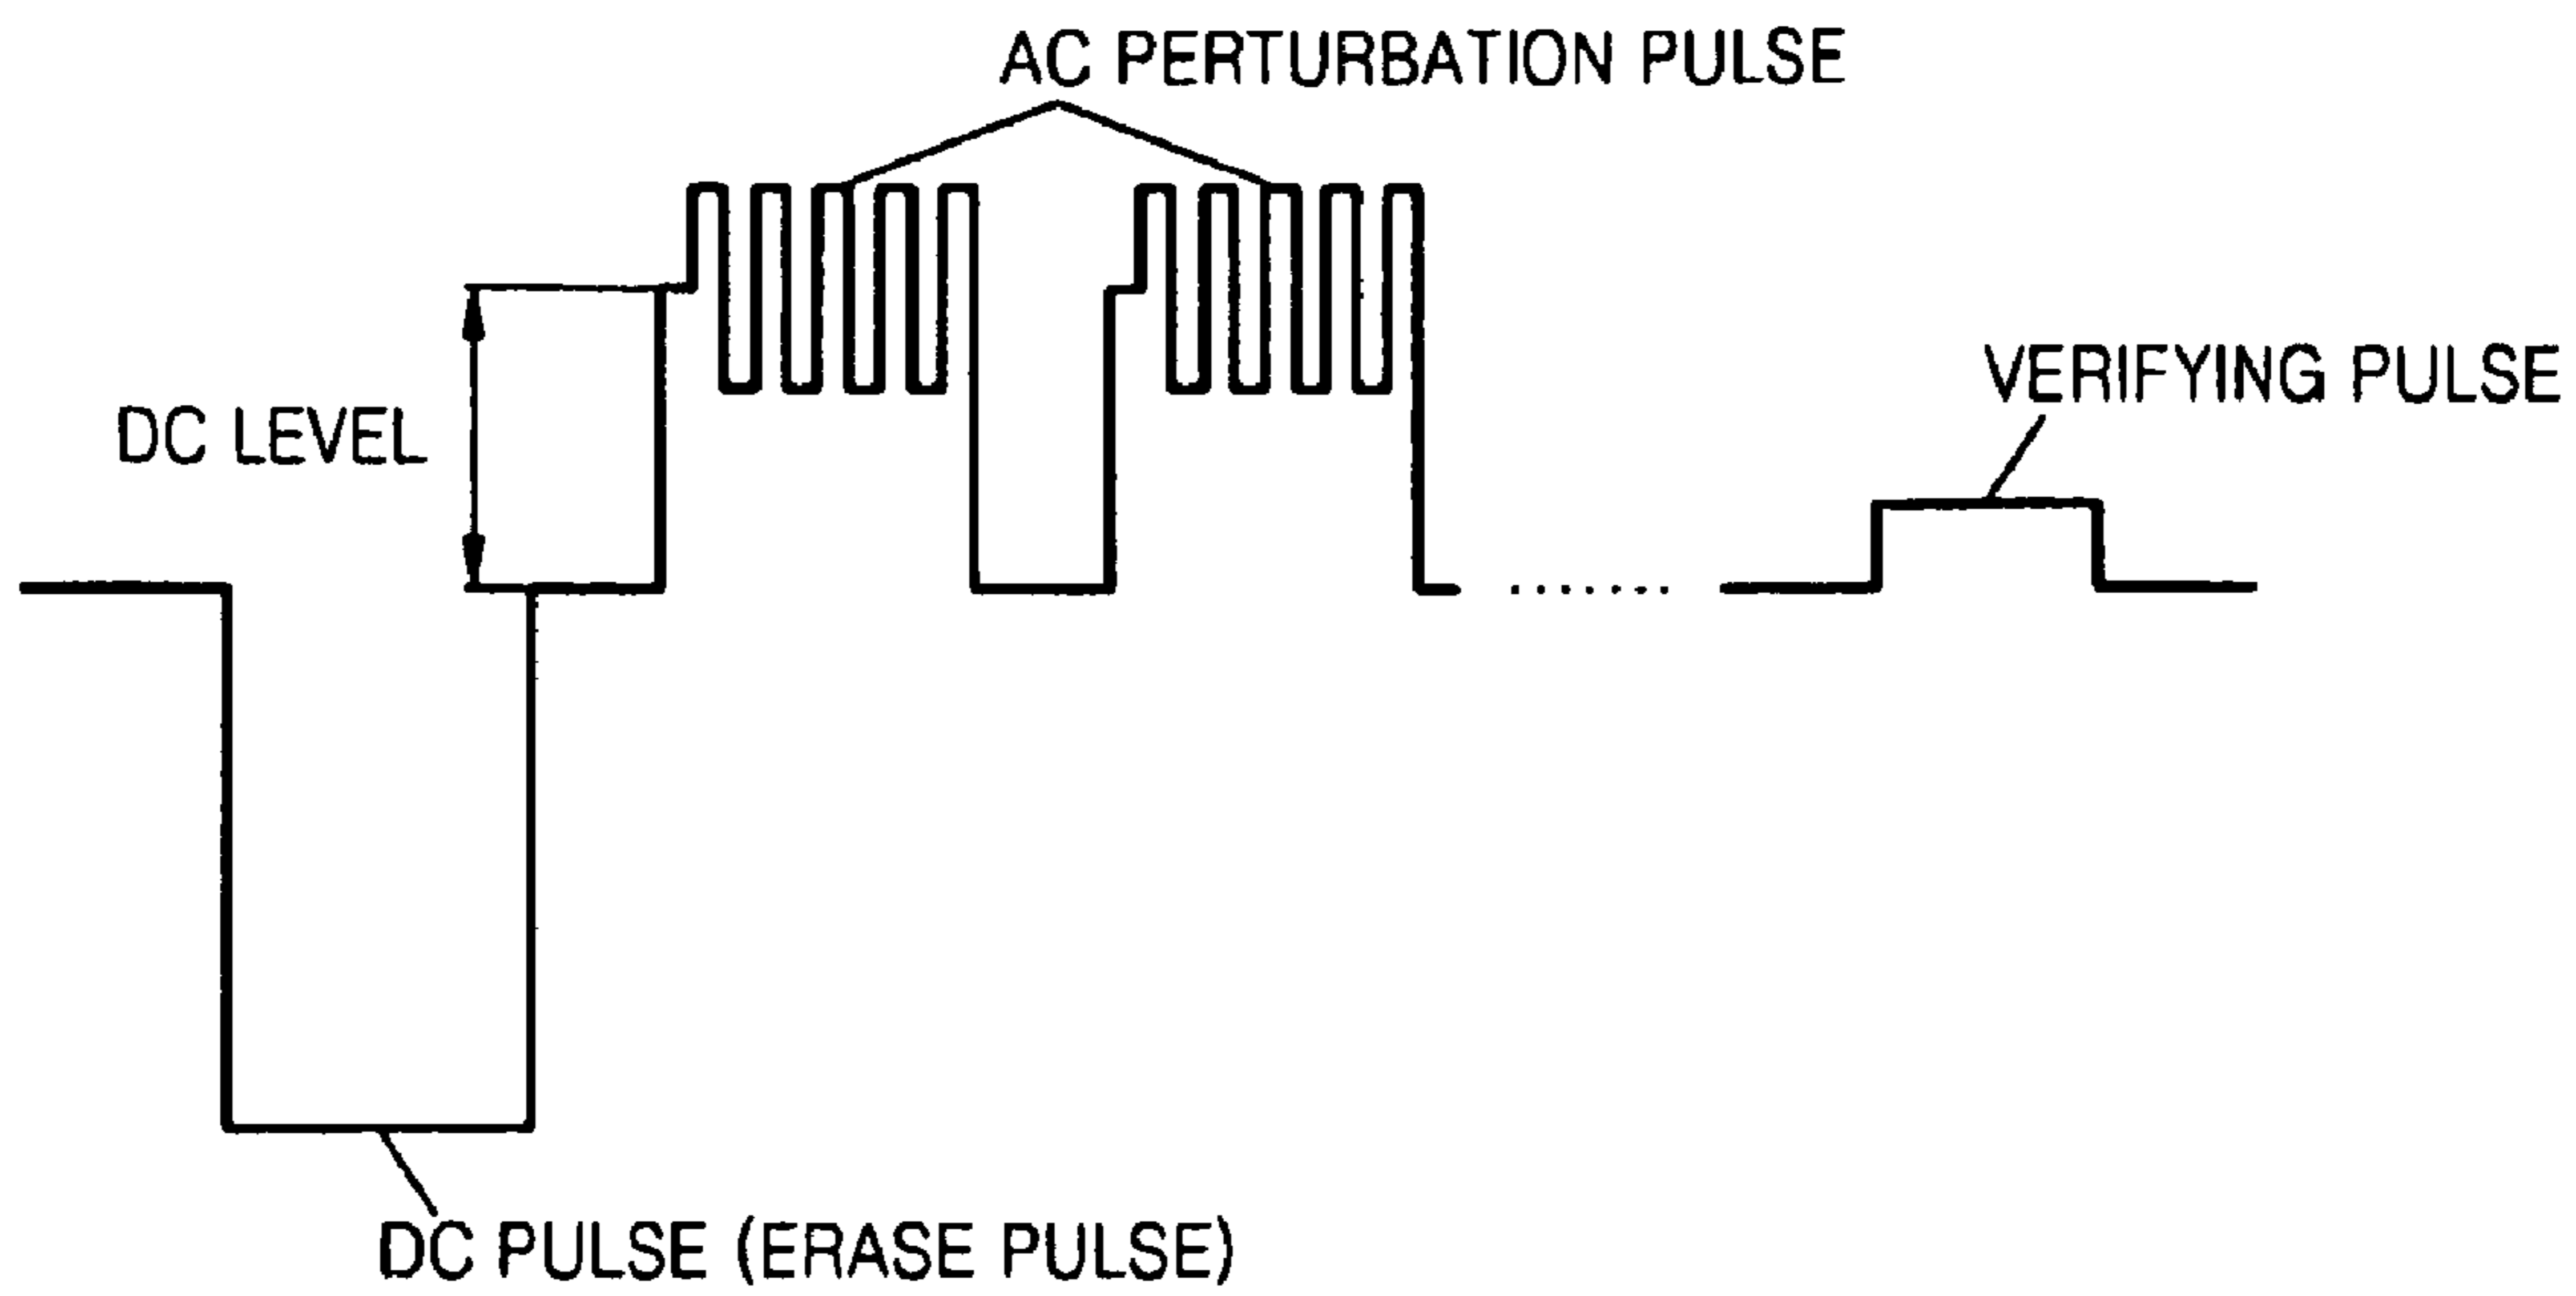 AC PERTURBATION PULSE
VERIFYING PULSE
DC LEVEL
DC PULSE (ERASE PULSE)